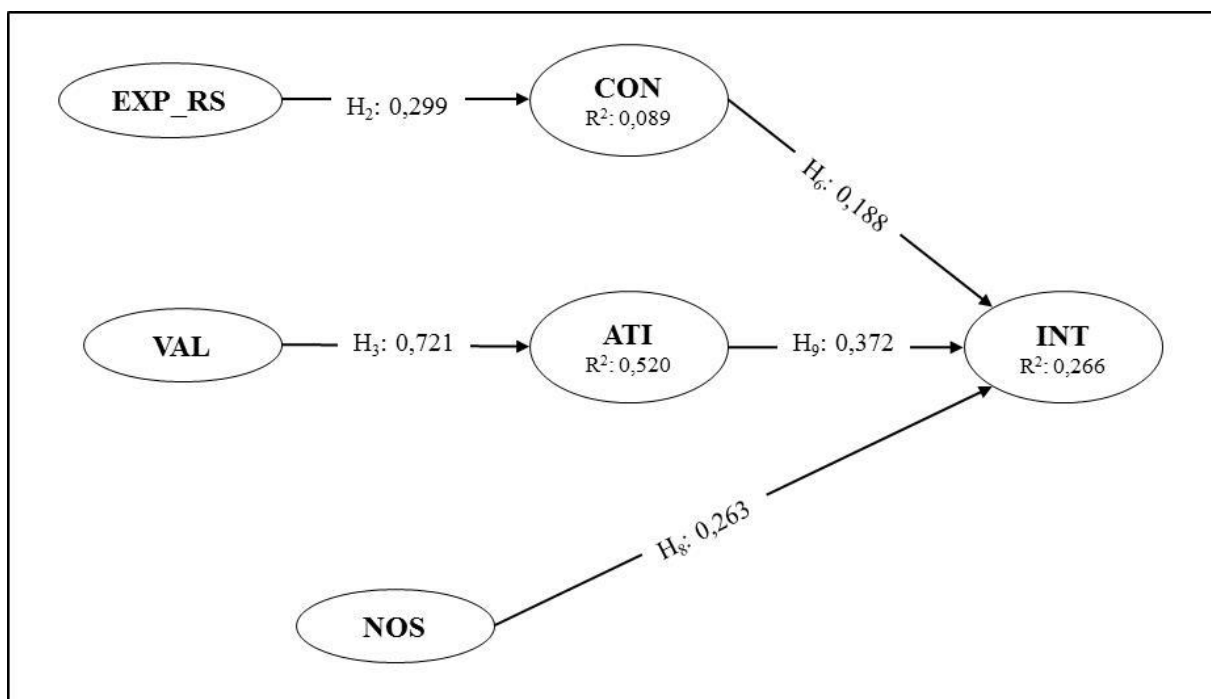 EXP_RS
H₂: 0,299
CON
R²: 0,089
H₆: 0,188
VAL
H₃: 0,721
ATI
R²: 0,520
H₉: 0,372
INT
R²: 0,266
H₈: 0,263
NOS